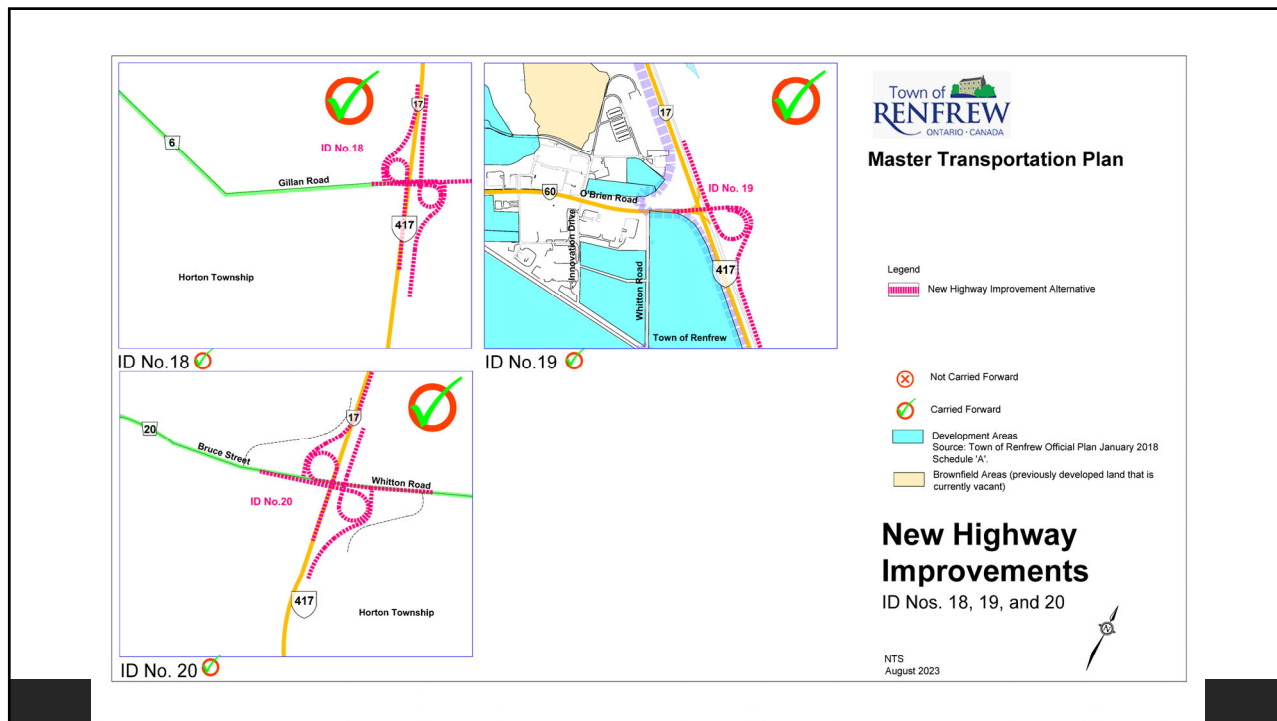 17
ID No.18
6
Gillan Road
417
Horton Township
ID No.18
17
ID No. 19
60
O'Brien Road
Innovation Drive
Whitton Road
417
Town of Renfrew
ID No.19
20
17
Bruce Street
Whitton Road
ID No.20
417
Horton Township
ID No. 20
Town of
RENFREW
ONTARIO • CANADA
Master Transportation Plan
Legend
New Highway Improvement Alternative
Not Carried Forward
Carried Forward
Development Areas
Source: Town of Renfrew Official Plan January 2018
Schedule 'A'.
Brownfield Areas (previously developed land that is
currently vacant)
New Highway
Improvements
ID Nos. 18, 19, and 20
N
NTS
August 2023